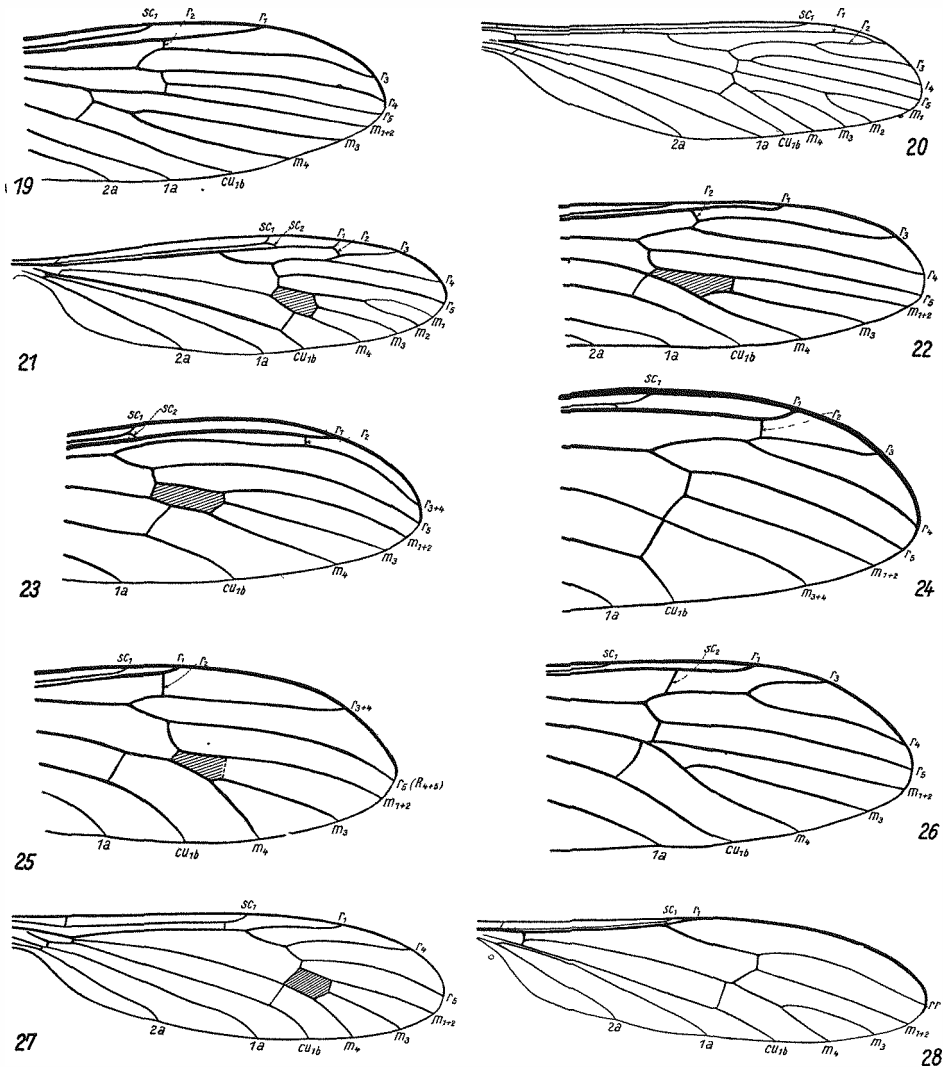 sc₁ r₂ r₁
r₃
r₄
r₅
m₁₊₂
m₃
m₄
cu₁b
1a
2a
19
sc₁ r₁
r₂
r₃
r₅
m₁
m₂
m₃
m₄
cu₁b
1a
2a
20
sc₁ sc₂ r₁ r₂
r₃
r₄
r₅
m₁
m₂
m₃
m₄
cu₁b
1a
2a
21
r₂ r₁
r₃
r₄
r₅
m₁₊₂
m₃
m₄
cu₁b
1a
2a
22
sc₁ sc₂
r₁ r₂
r₃₊₄
r₅
m₁₊₂
m₃
m₄
cu₁b
1a
23
sc₁
r₁
r₂
r₃
r₄
r₅
m₁₊₂
m₃₊₄
cu₁b
1a
24
sc₁ r₁ r₂
r₃₊₄
r₅ (R₄₊₅)
m₁₊₂
m₃
m₄
cu₁b
1a
25
sc₁ sc₂ r₁
r₃
r₄
r₅
m₁₊₂
m₃
m₄
cu₁b
1a
26
sc₁
r₁
r₄
r₅
m₁₊₂
m₃
m₄
cu₁b
1a
2a
27
sc₁ r₁
rr
m₁₊₂
m₃
m₄
cu₁b
1a
2a
28